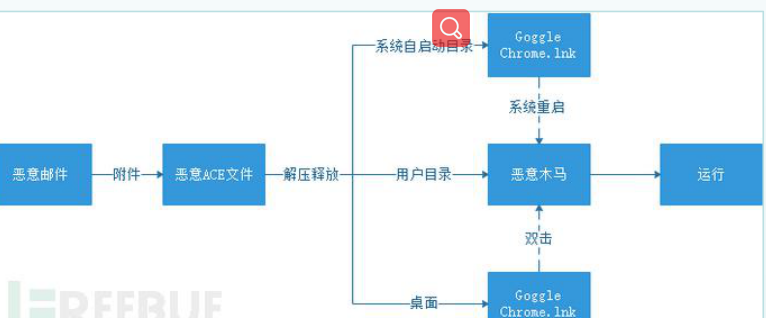 系统自启动目录
Goggle
Chrome.lnk
系统重启
恶意邮件
附件
恶意ACE文件
解压释放
用户目录
恶意木马
运行
双击
桌面
Goggle
Chrome.lnk
REEBUF